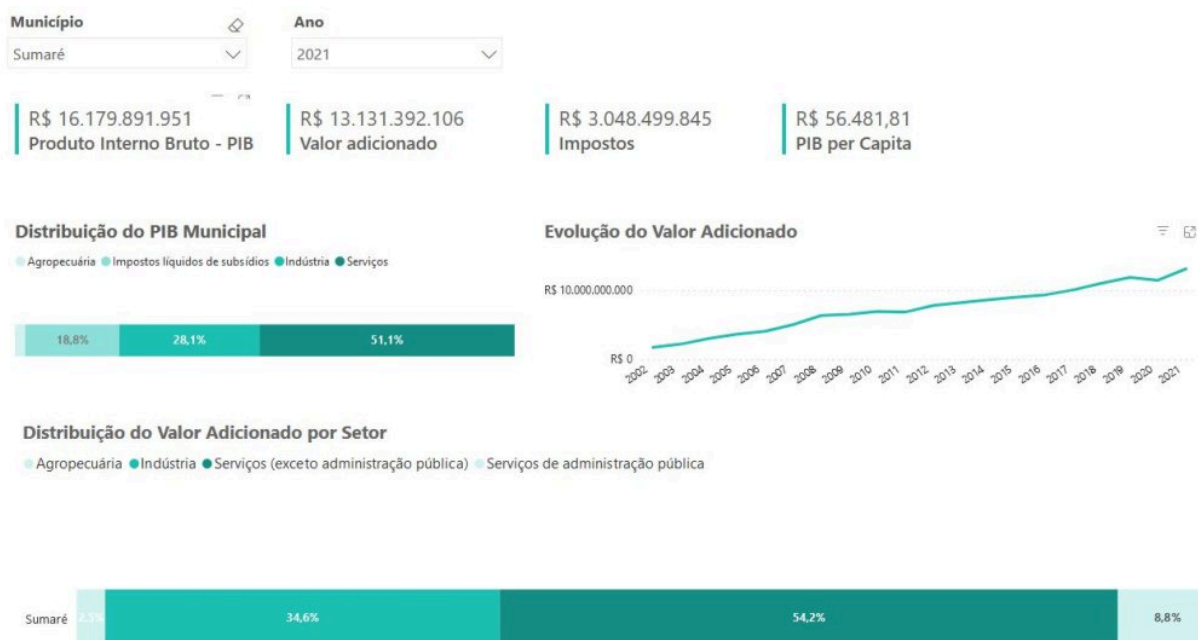 Município
Ano
Sumaré
2021
R$ 16.179.891.951
Produto Interno Bruto - PIB
R$ 13.131.392.106
Valor adicionado
R$ 3.048.499.845
Impostos
R$ 56.481,81
PIB per Capita
Distribuição do PIB Municipal
Agropecuária Impostos líquidos de subsídios Indústria Serviços
18,8% 28,1% 51,1%
Evolução do Valor Adicionado
R$ 10.000.000.000
R$ 0
2002 2003 2004 2005 2006 2007 2008 2009 2010 2011 2012 2013 2014 2015 2016 2017 2018 2019 2020 2021
Distribuição do Valor Adicionado por Setor
Agropecuária Indústria Serviços (exceto administração pública) Serviços de administração pública
Sumaré 2,5% 34,6% 54,2% 8,8%